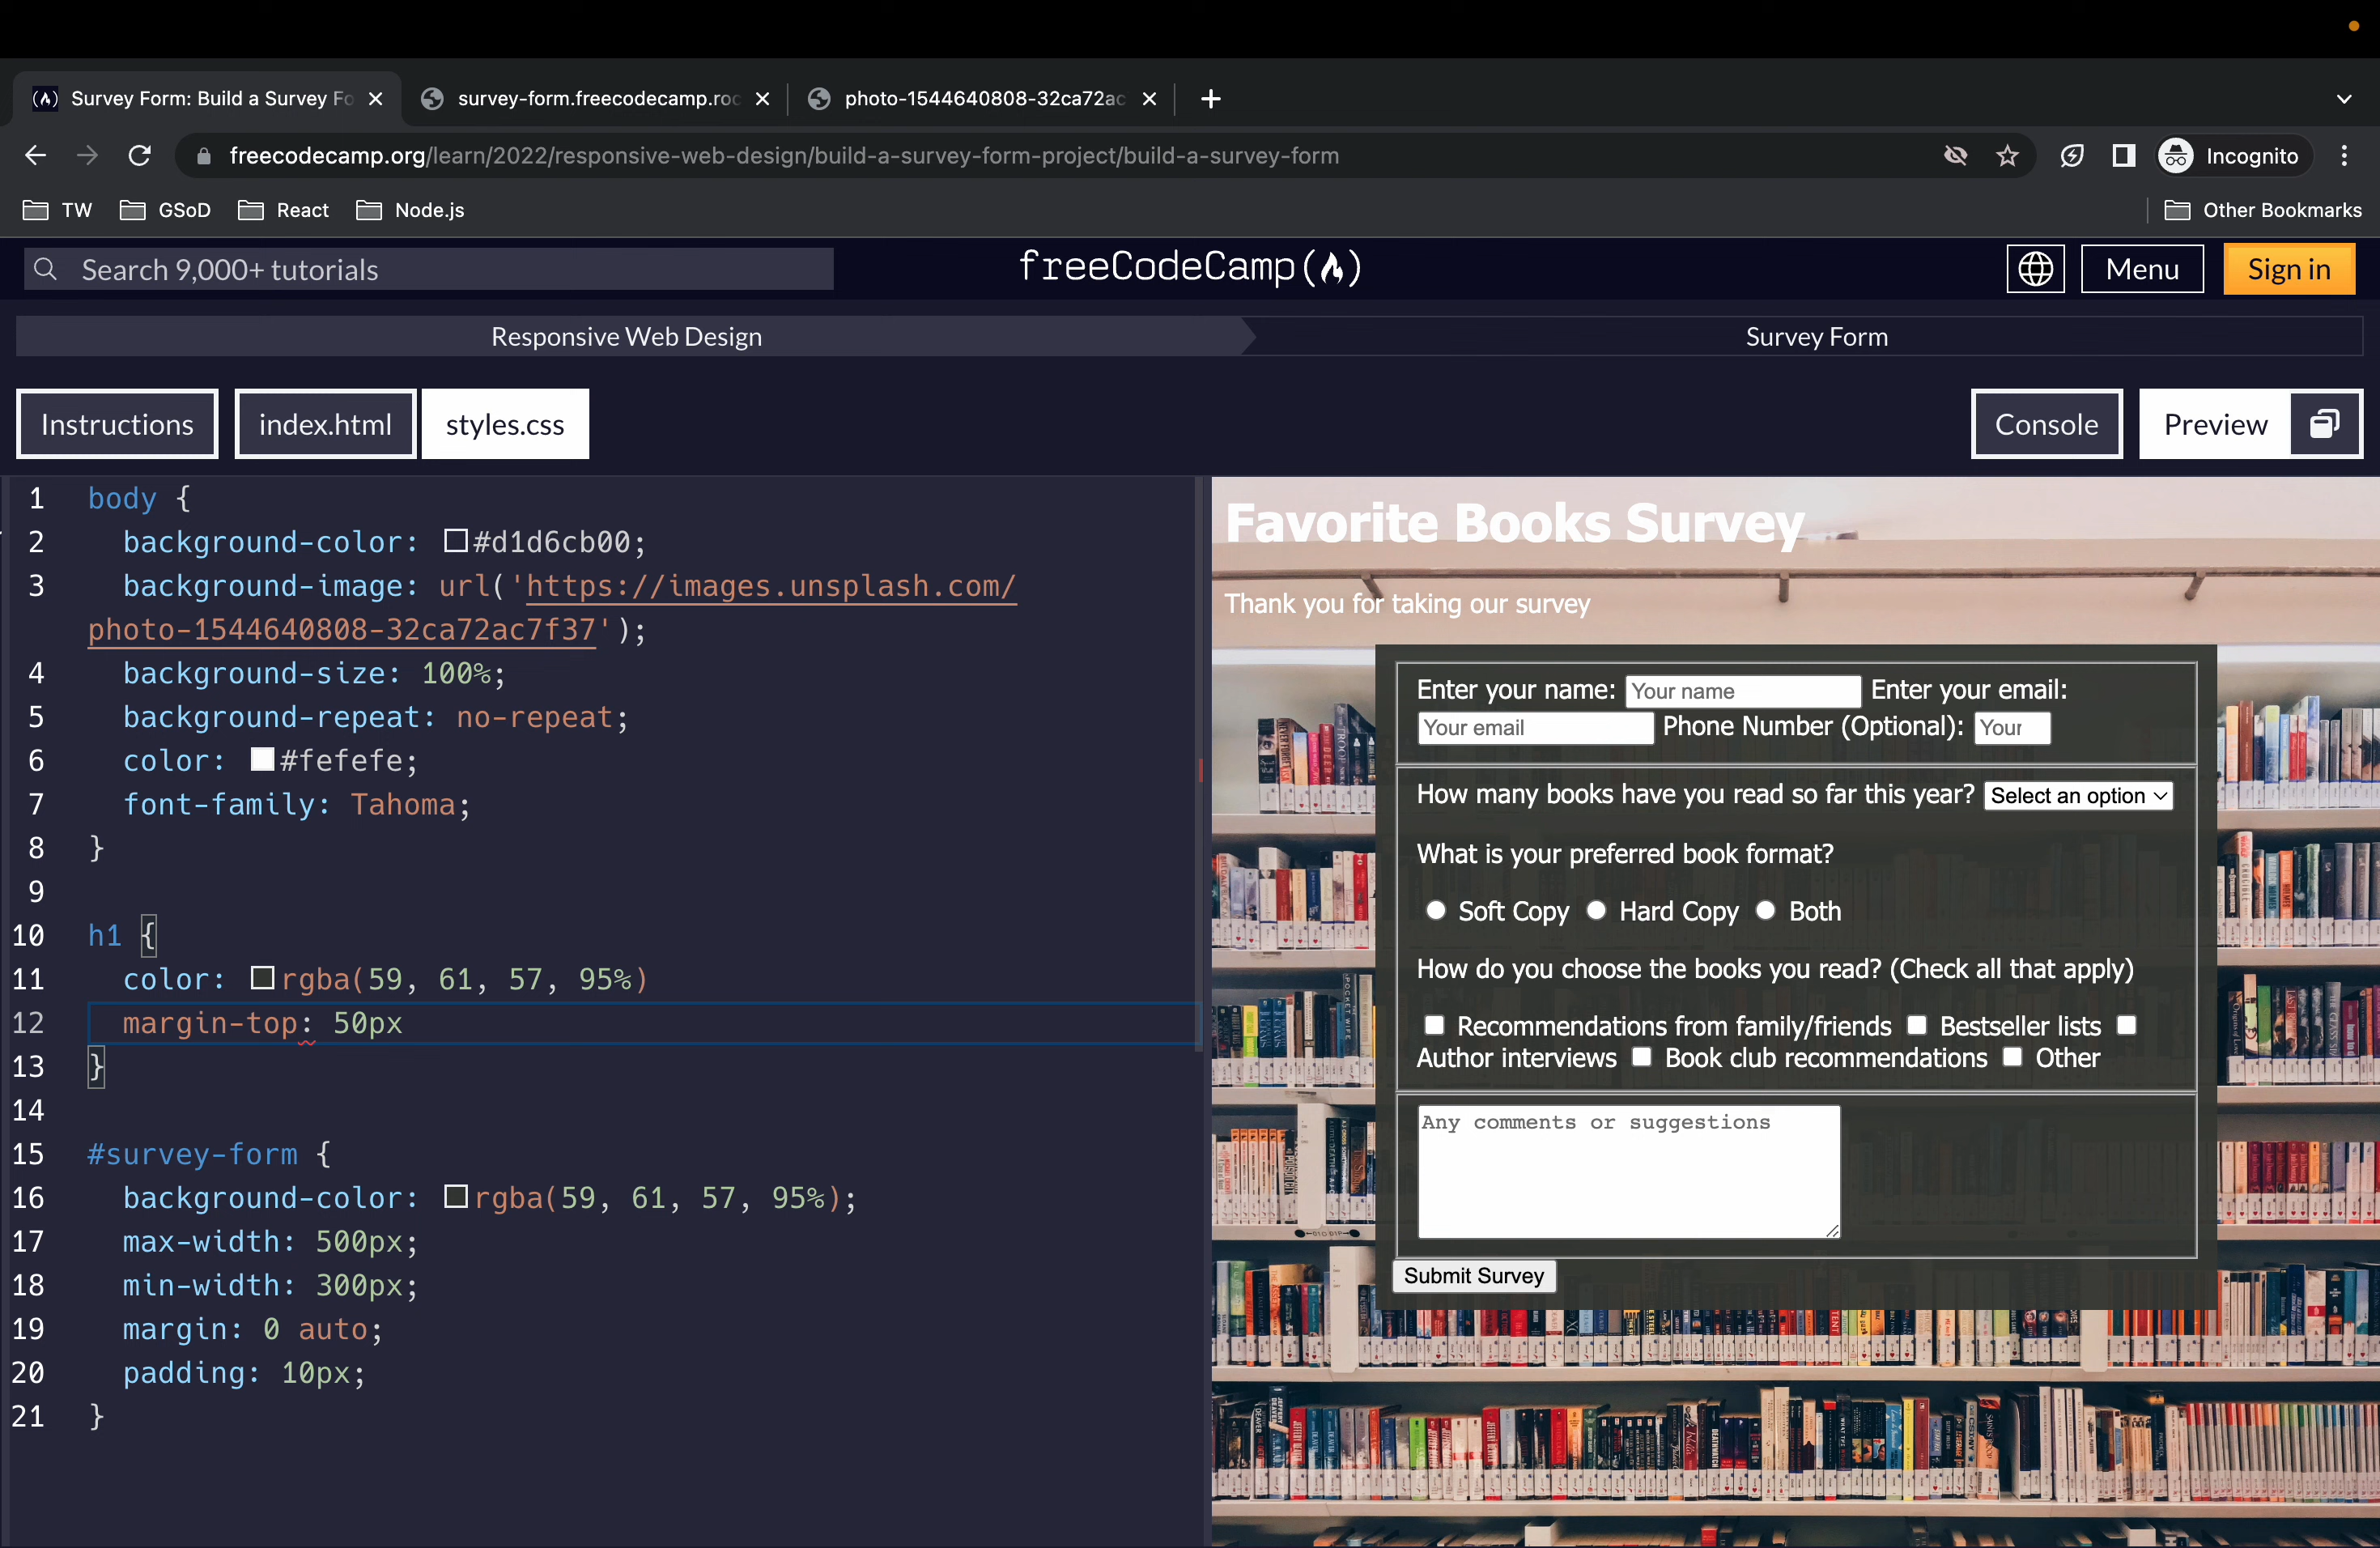 Survey Form: Build a Survey Fo
survey-form.freecodecamp.roc
photo-1544640808-32ca72ac
freecodecamp.org/learn/2022/responsive-web-design/build-a-survey-form-project/build-a-survey-form
Incognito
TW
GSoD
React
Node.js
Other Bookmarks
Search 9,000+ tutorials
freeCodeCamp
Menu
Sign in
Responsive Web Design
Survey Form
Instructions
index.html
styles.css
Console
Preview
1 body {
2 background-color: #d1d6cb00;
3 background-image: url('https://images.unsplash.com/
photo-1544640808-32ca72ac7f37');
4 background-size: 100%;
5 background-repeat: no-repeat;
6 color: #fefefe;
7 font-family: Tahoma;
8 }
9
10 h1 {
11 color: rgba(59, 61, 57, 95%)
12 margin-top: 50px
13 }
14
15 #survey-form {
16 background-color: rgba(59, 61, 57, 95%);
17 max-width: 500px;
18 min-width: 300px;
19 margin: 0 auto;
20 padding: 10px;
21 }
Favorite Books Survey
Thank you for taking our survey
Enter your name: Your name Enter your email:
Your email Phone Number (Optional): Your
How many books have you read so far this year? Select an option
What is your preferred book format?
Soft Copy Hard Copy Both
How do you choose the books you read? (Check all that apply)
Recommendations from family/friends Bestseller lists
Author interviews Book club recommendations Other
Any comments or suggestions
Submit Survey